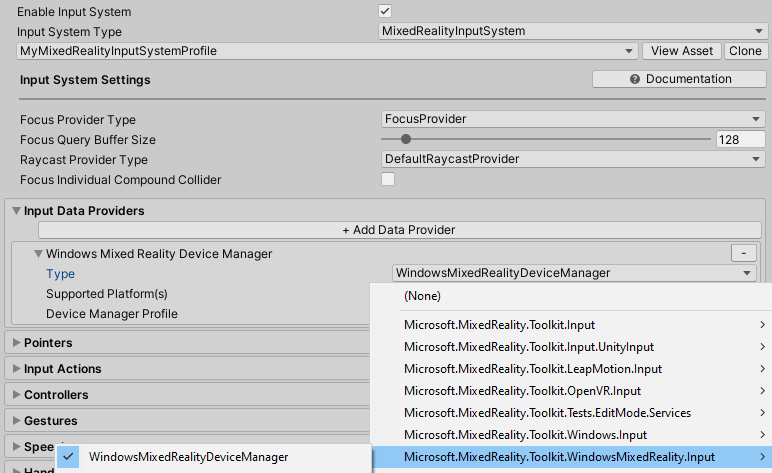 Enable Input System
Input System Type MixedRealityInputSystem
MyMixedRealityInputSystemProfile View Asset Clone
Input System Settings Documentation
Focus Provider Type FocusProvider
Focus Query Buffer Size 128
Raycast Provider Type DefaultRaycastProvider
Focus Individual Compound Collider
Input Data Providers
+ Add Data Provider
Windows Mixed Reality Device Manager -
Type WindowsMixedRealityDeviceManager
Supported Platform(s) (None)
Device Manager Profile Microsoft.MixedReality.Toolkit.Input
Pointers Microsoft.MixedReality.Toolkit.Input.UnityInput
Input Actions Microsoft.MixedReality.Toolkit.LeapMotion.Input
Controllers Microsoft.MixedReality.Toolkit.OpenVR.Input
Gestures Microsoft.MixedReality.Toolkit.Tests.EditMode.Services
Microsoft.MixedReality.Toolkit.Windows.Input
WindowsMixedRealityDeviceManager Microsoft.MixedReality.Toolkit.WindowsMixedReality.Input